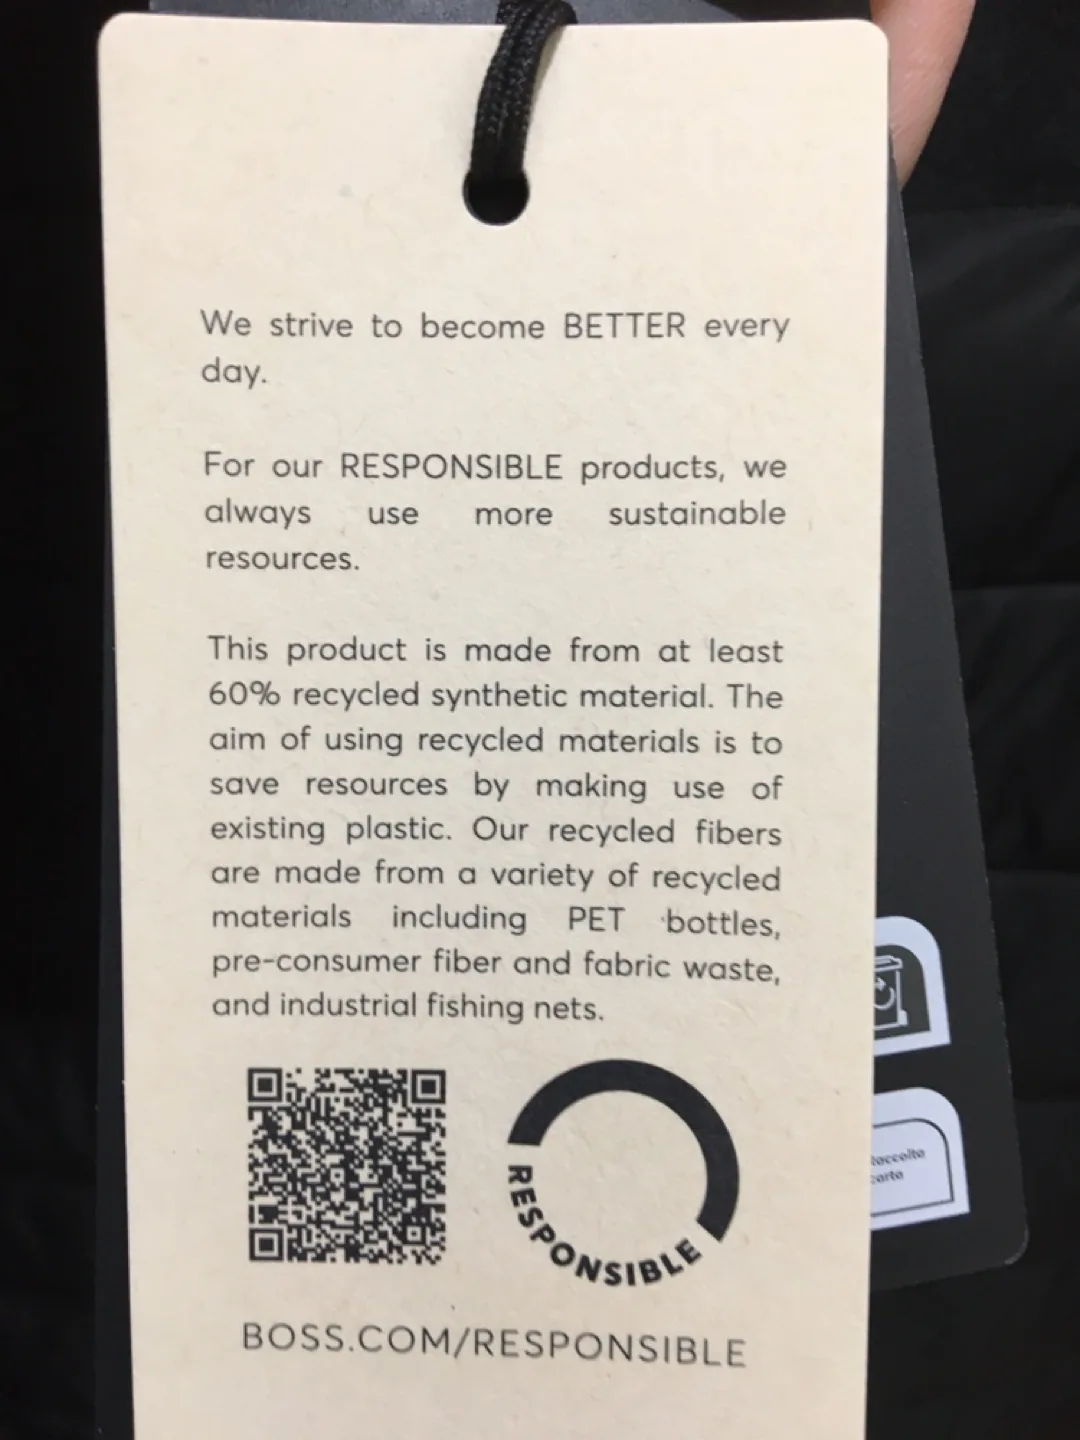 We strive to become BETTER every
day.
For our RESPONSIBLE products, we
always use more sustainable
resources.
This product is made from at least
60% recycled synthetic material. The
aim of using recycled materials is to
save resources by making use of
existing plastic. Our recycled fibers
are made from a variety of recycled
materials including PET bottles,
pre-consumer fiber and fabric waste,
and industrial fishing nets.
RESPONSIBLE
BOSS.COM/RESPONSIBLE
Raccolta
carta